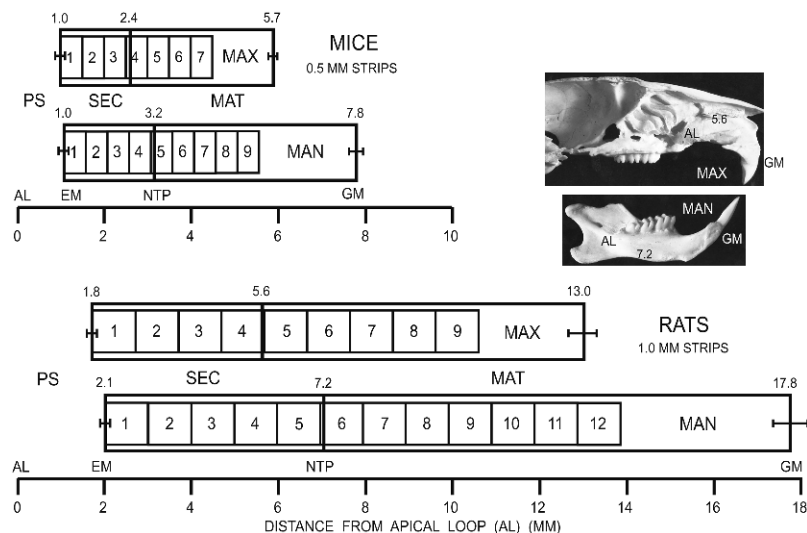 1.0 2.4 5.7
1 2 3 4 5 6 7 MAX
MICE
0.5 MM STRIPS
PS SEC MAT
1.0 3.2 7.8
1 2 3 4 5 6 7 8 9 MAN
AL EM NTP GM
0 2 4 6 8 10
5.6
AL
GM
MAX
MAN
AL
GM
7.2
1.8 5.6 13.0
1 2 3 4 5 6 7 8 9 MAX
RATS
1.0 MM STRIPS
PS SEC MAT
2.1 7.2 17.8
1 2 3 4 5 6 7 8 9 10 11 12 MAN
AL EM NTP GM
0 2 4 6 8 10 12 14 16 18
DISTANCE FROM APICAL LOOP (AL) (MM)